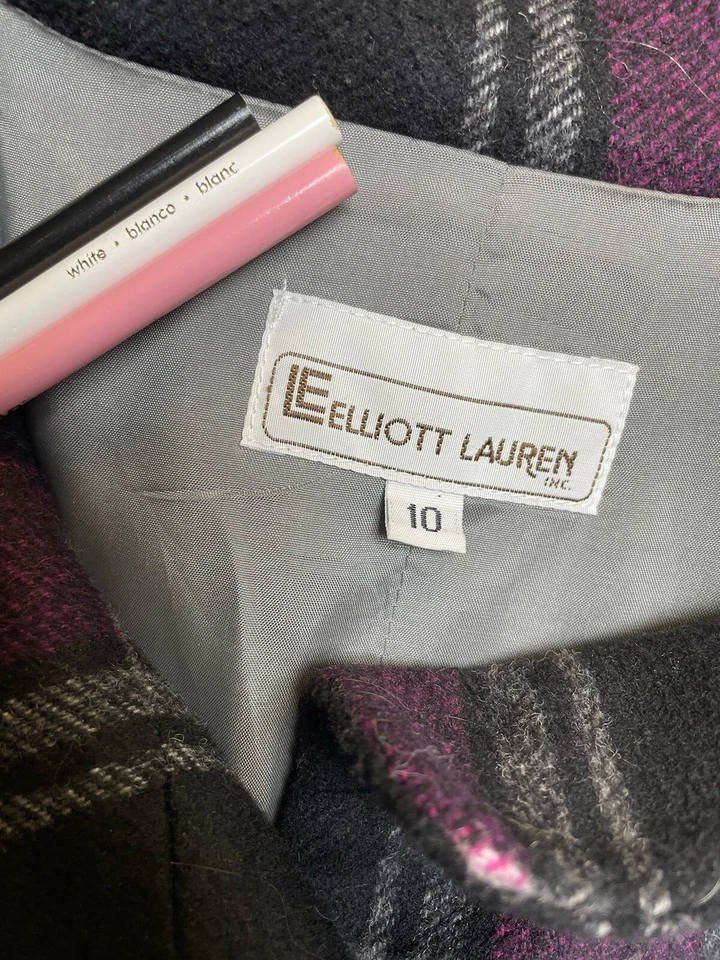 white • blanco • blanc
LE ELLIOTT LAUREN
INC.
10